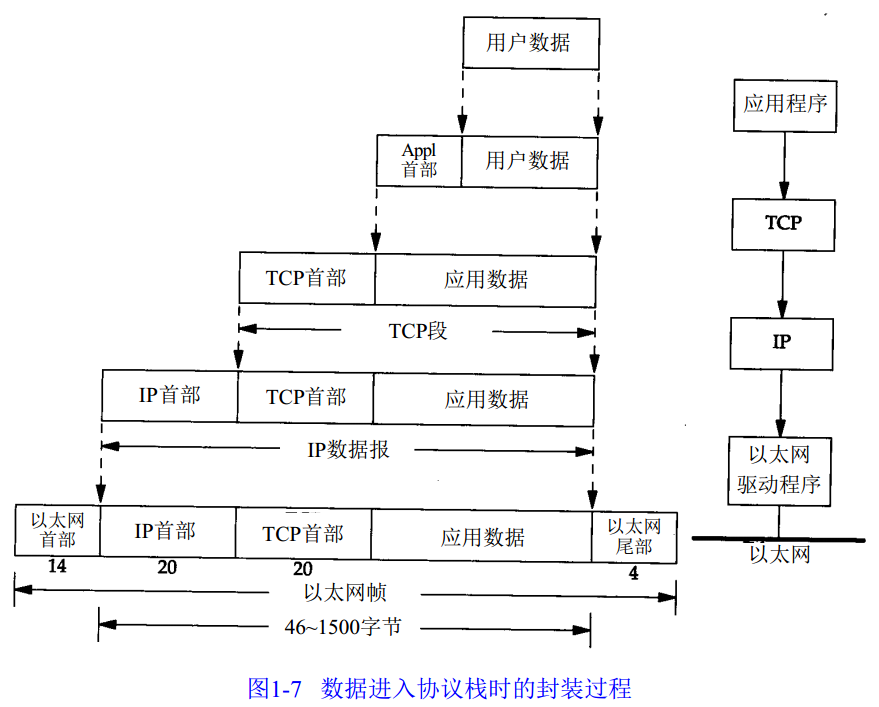 用户数据
应用程序
Appl
首部
用户数据
TCP
TCP首部
应用数据
TCP段
IP
IP首部
TCP首部
应用数据
IP数据报
以太网
驱动程序
以太网
首部
IP首部
TCP首部
应用数据
以太网
尾部
以太网
14
20
20
4
以太网帧
46~1500字节
图1-7 数据进入协议栈时的封装过程